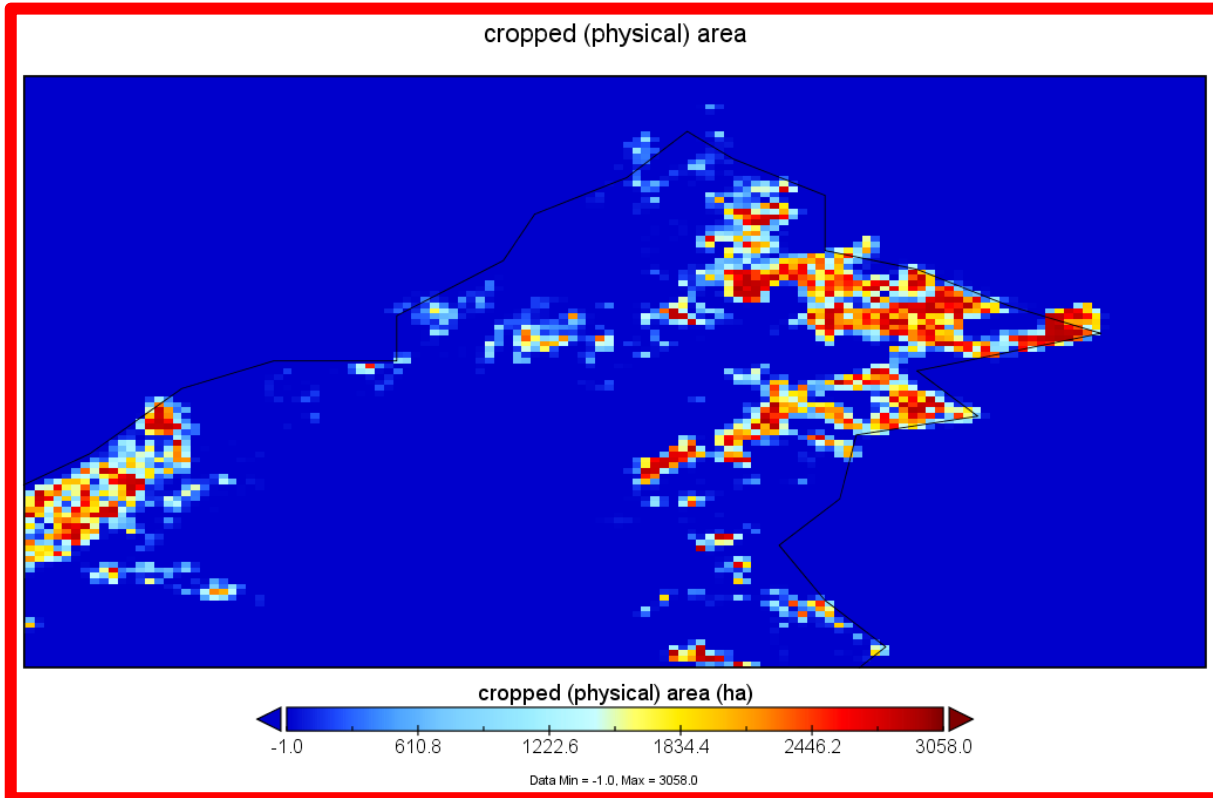 cropped (physical) area
cropped (physical) area (ha)
-1.0 610.8 1222.6 1834.4 2446.2 3058.0
Data Min = -1.0, Max = 3058.0